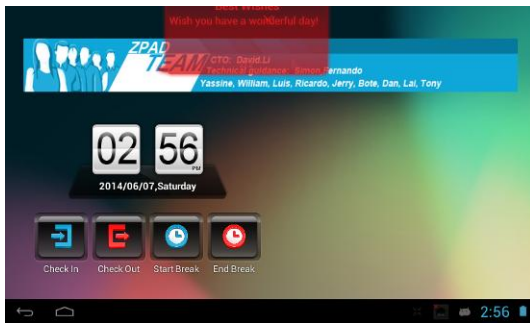 Best Wishes
Wish you have a wonderful day!
ZPAD
TEAM
CTO: David.Li
Technical Guidance: Simon,Fernando
Yassine, William, Luis, Ricardo, Jerry, Bote, Dan, Lai, Tony
02 56
PM
2014/06/07,Saturday
Check In Check Out Start Break End Break
2:56